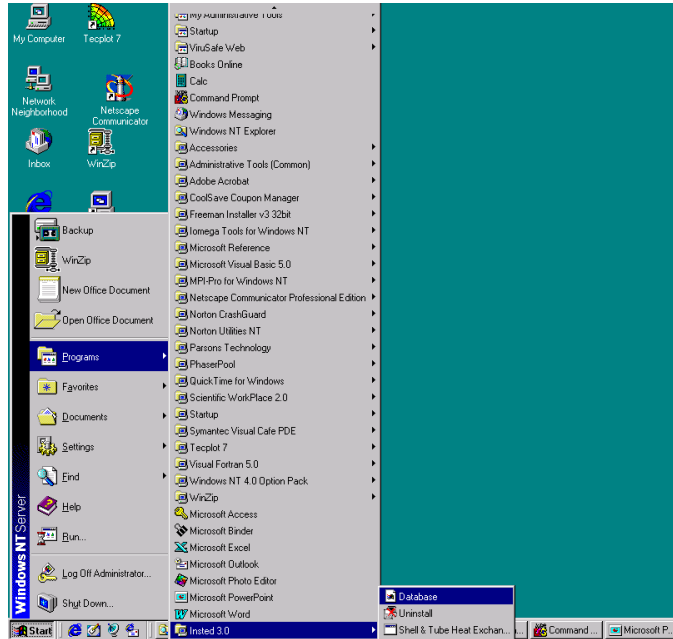 My Computer
Tecplot 7
Network
Neighborhood
Netscape
Communicator
Inbox
WinZip
Windows NT Server
Backup
WinZip
New Office Document
Open Office Document
Programs
Favorites
Documents
Settings
Find
Help
Run...
Log Off Administrator...
Shut Down...
My Administrative Tools
Startup
ViruSafe Web
Books Online
Calc
Command Prompt
Windows Messaging
Windows NT Explorer
Accessories
Administrative Tools (Common)
Adobe Acrobat
CoolSave Coupon Manager
Freeman Installer v3 32bit
Iomega Tools for Windows NT
Microsoft Reference
Microsoft Visual Basic 5.0
MPI-Pro for Windows NT
Netscape Communicator Professional Edition
Norton CrashGuard
Norton Utilities NT
Parsons Technology
PhaserPool
QuickTime for Windows
Scientific WorkPlace 2.0
Startup
Symantec Visual Cafe PDE
Tecplot 7
Visual Fortran 5.0
Windows NT 4.0 Option Pack
WinZip
Microsoft Access
Microsoft Binder
Microsoft Excel
Microsoft Outlook
Microsoft Photo Editor
Microsoft PowerPoint
Microsoft Word
Insted 3.0
Database
Uninstall
Shell & Tube Heat Exchan...
Start
Command ...
Microsoft P...